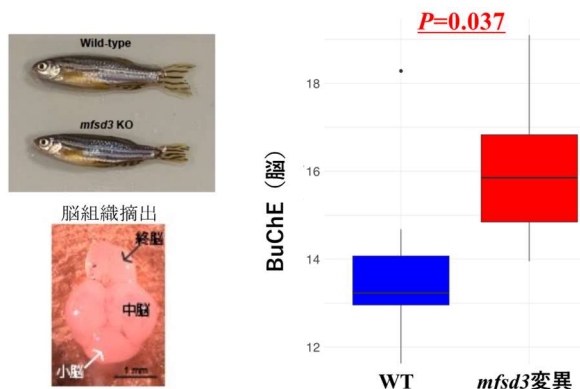 Wild-type
mfsd3 KO
脳組織摘出
終脳
中脳
小脳
1 mm
P=0.037
BuChE（脳）
18
16
14
12
WT
mfsd3変異